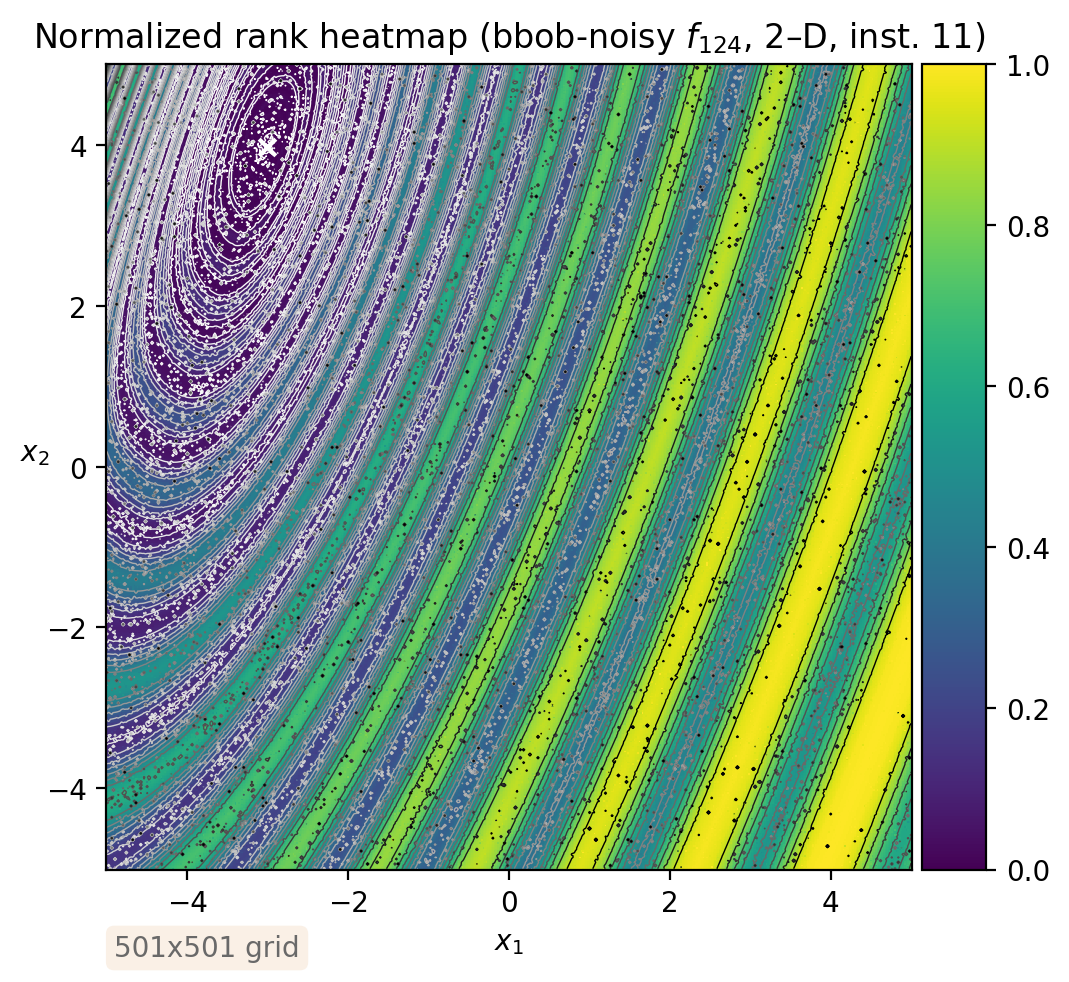 Normalized rank heatmap (bbob-noisy f₁₂₄, 2–D, inst. 11)
1.0
0.8
0.6
0.4
0.2
0.0
4
2
0
−2
−4
x₂
−4 −2 0 2 4
x₁
501x501 grid